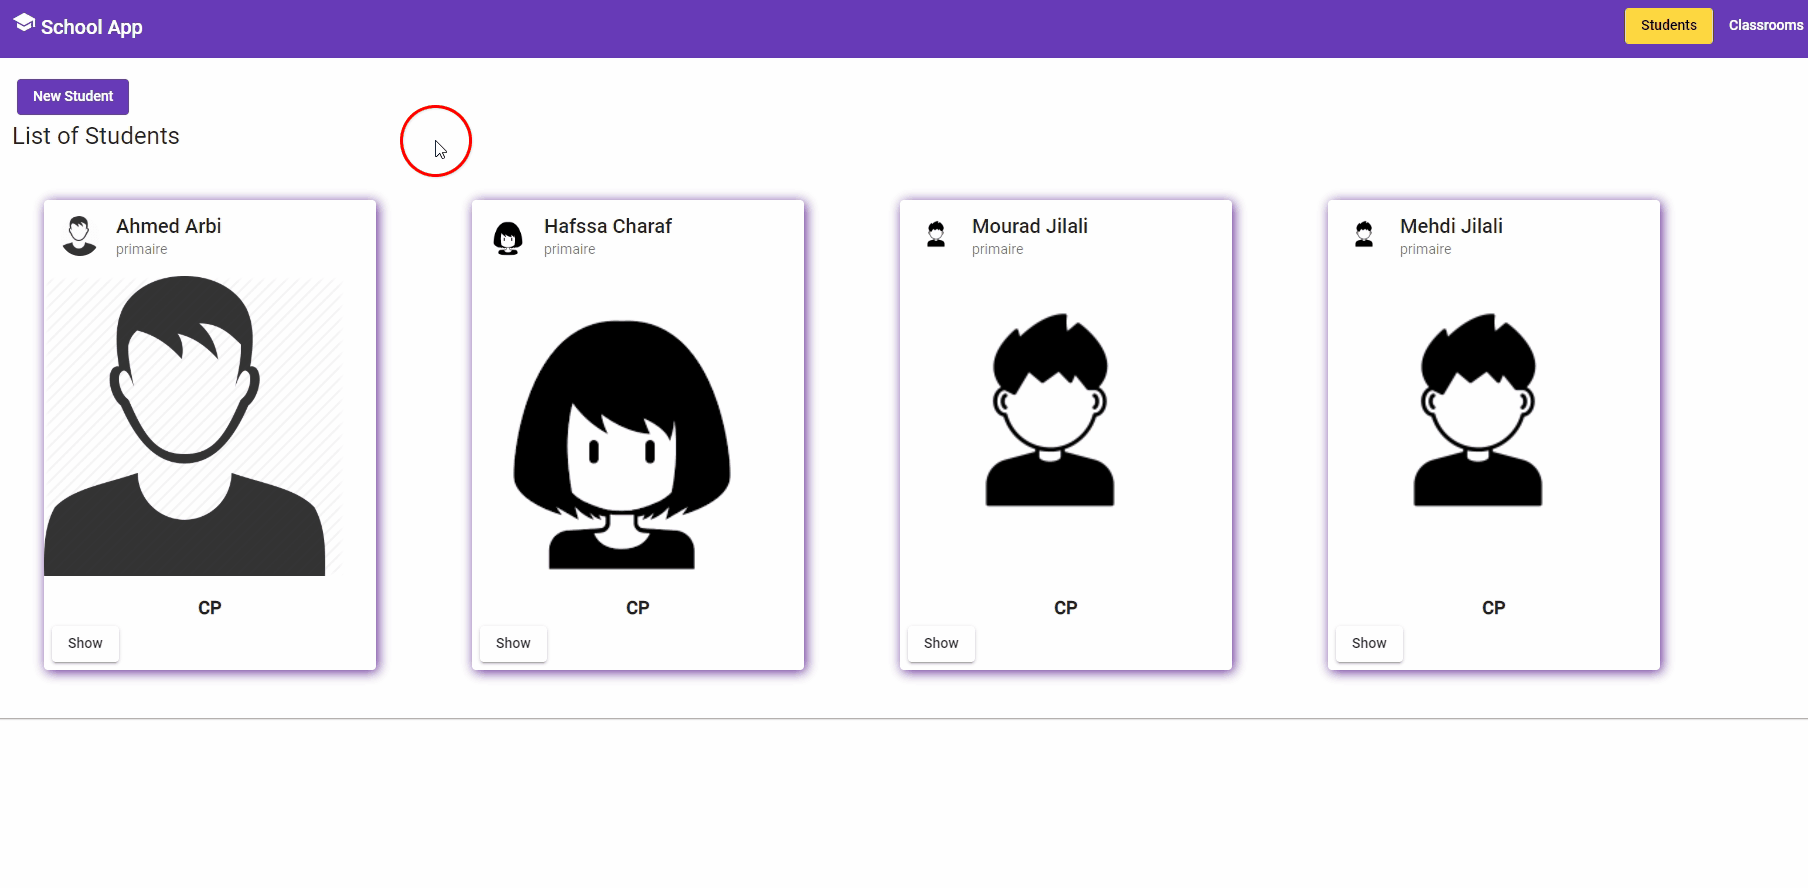 School App
Students
Classrooms
New Student
List of Students
Ahmed Arbi
primaire
CP
Show
Hafssa Charaf
primaire
CP
Show
Mourad Jilali
primaire
CP
Show
Mehdi Jilali
primaire
CP
Show